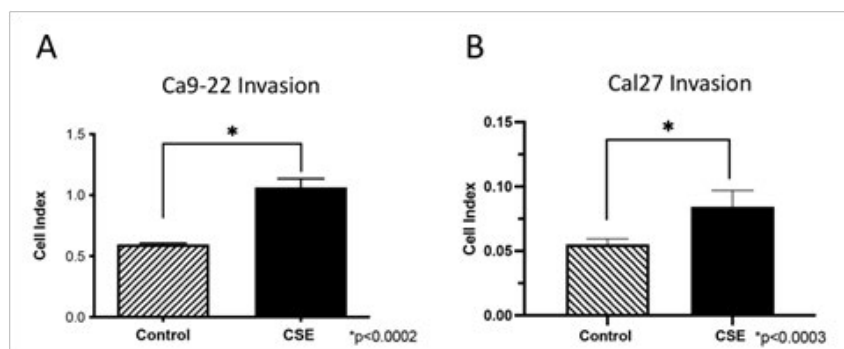 A
Ca9-22 Invasion
*
1.5
1.0
0.5
0.0
Cell Index
Control
CSE
*p<0.0002
B
Cal27 Invasion
*
0.15
0.10
0.05
0.00
Cell Index
Control
CSE
*p<0.0003